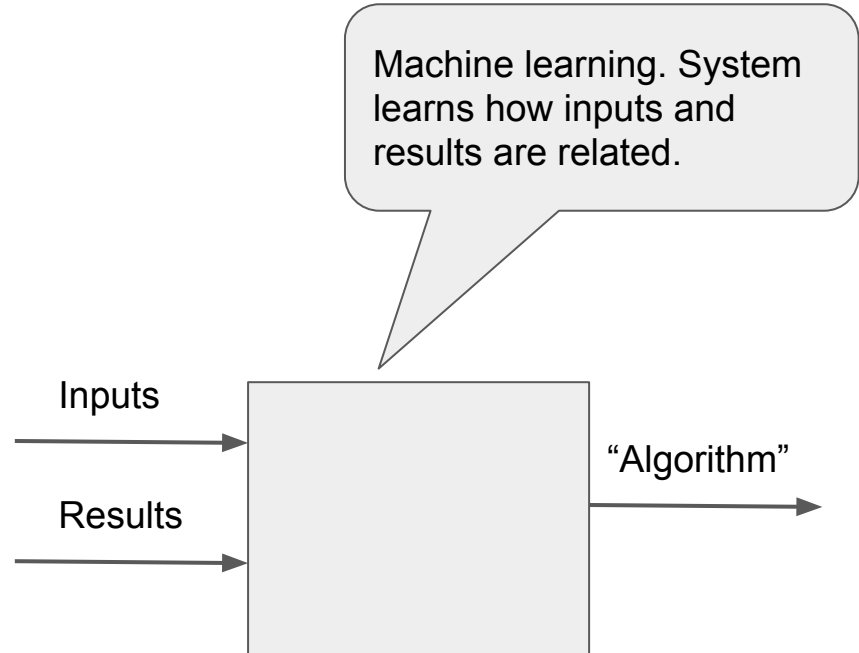 Machine learning. System
learns how inputs and
results are related.
Inputs
“Algorithm”
Results